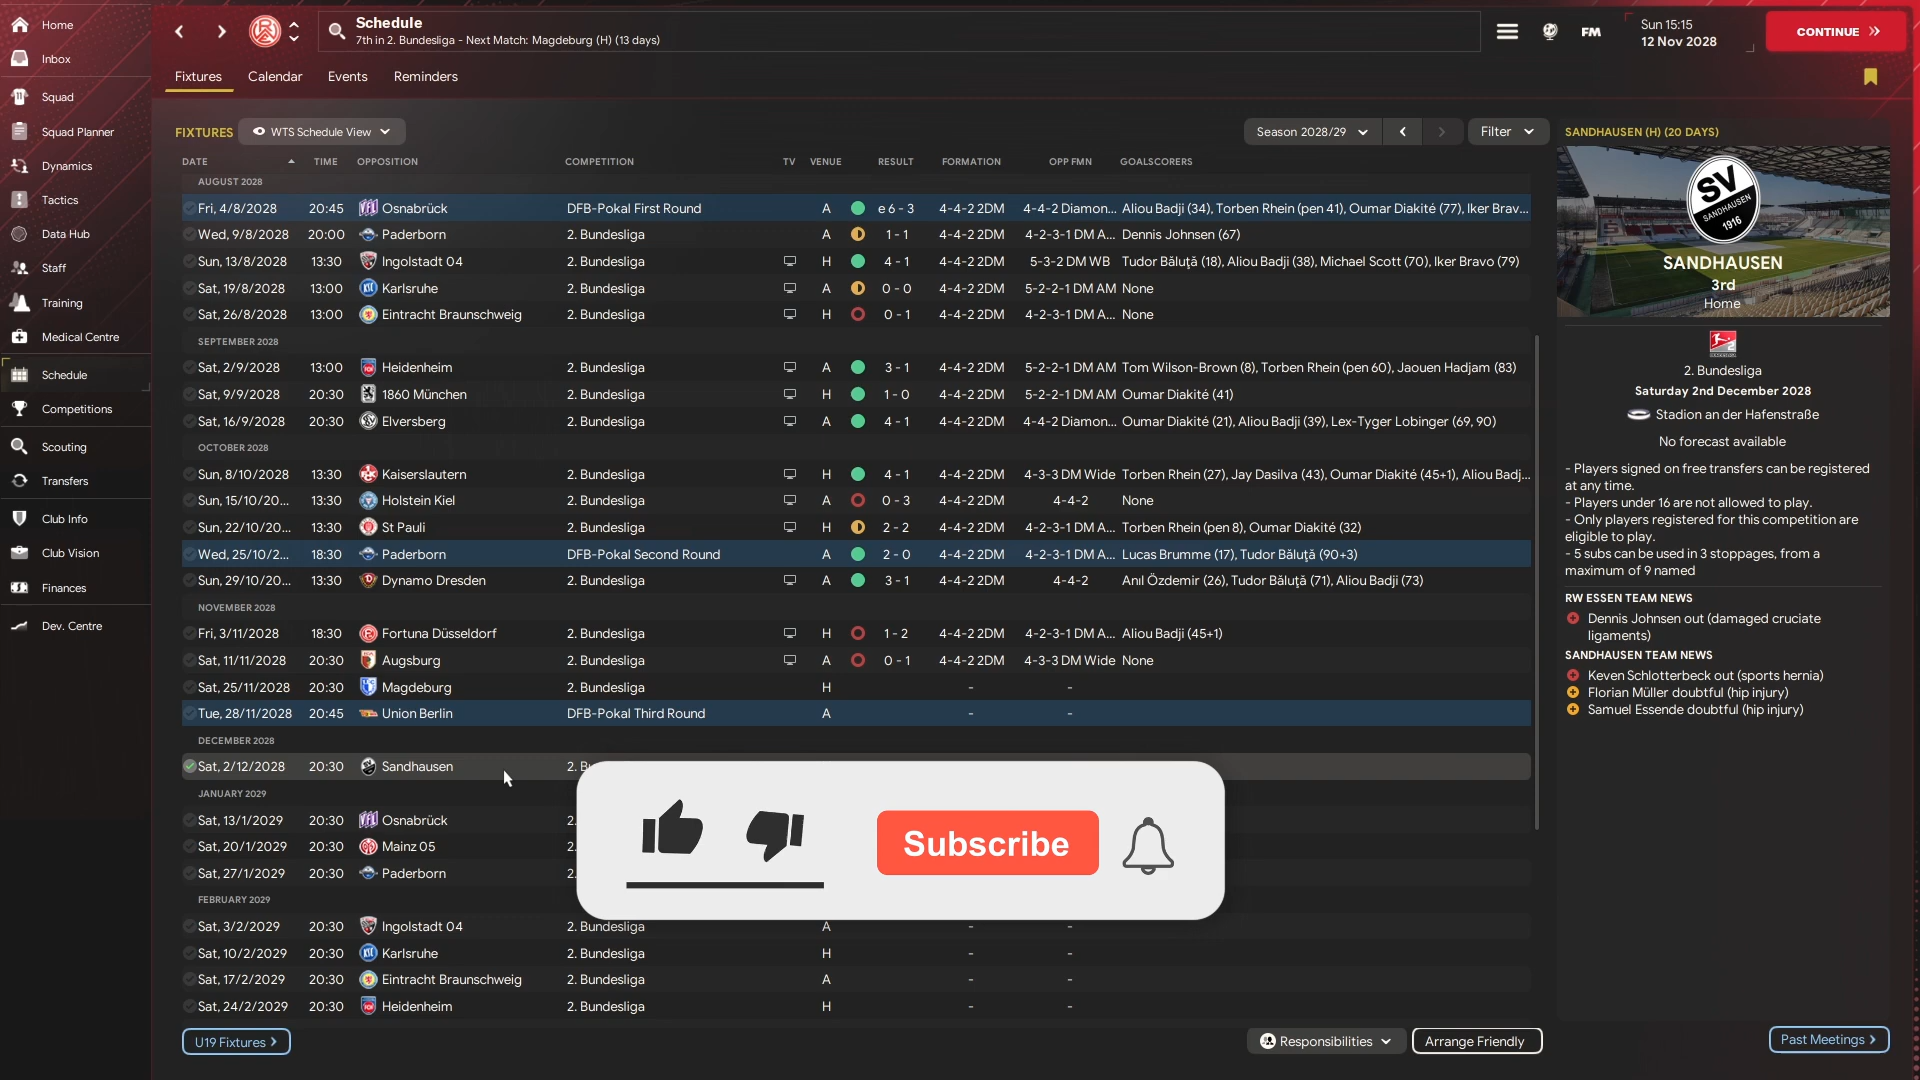 Home
Inbox
Squad
Squad Planner
Dynamics
Tactics
Data Hub
Staff
Training
Medical Centre
Schedule
Competitions
Scouting
Transfers
Club Info
Club Vision
Finances
Dev. Centre
Schedule
7th in 2. Bundesliga - Next Match: Magdeburg (H) (13 days)
FM
Sun 15:15
12 Nov 2028
CONTINUE
Fixtures Calendar Events Reminders
FIXTURES WTS Schedule View Season 2028/29 Filter
DATE TIME OPPOSITION COMPETITION TV VENUE RESULT FORMATION OPP FMN GOALSCORERS
AUGUST 2028
Fri, 4/8/2028 20:45 Osnabrück DFB-Pokal First Round A e 6 - 3 4-4-2 2DM 4-4-2 Diamon... Aliou Badji (34), Torben Rhein (pen 41), Oumar Diakité (77), Iker Brav...
Wed, 9/8/2028 20:00 Paderborn 2. Bundesliga A 1 - 1 4-4-2 2DM 4-2-3-1 DM A... Dennis Johnsen (67)
Sun, 13/8/2028 13:30 Ingolstadt 04 2. Bundesliga H 4 - 1 4-4-2 2DM 5-3-2 DM WB Tudor Băluţă (18), Aliou Badji (38), Michael Scott (70), Iker Bravo (79)
Sat, 19/8/2028 13:00 Karlsruhe 2. Bundesliga A 0 - 0 4-4-2 2DM 5-2-2-1 DM AM None
Sat, 26/8/2028 13:00 Eintracht Braunschweig 2. Bundesliga H 0 - 1 4-4-2 2DM 4-2-3-1 DM A... None
SEPTEMBER 2028
Sat, 2/9/2028 13:00 Heidenheim 2. Bundesliga A 3 - 1 4-4-2 2DM 5-2-2-1 DM AM Tom Wilson-Brown (8), Torben Rhein (pen 60), Jaouen Hadjam (83)
Sat, 9/9/2028 20:30 1860 München 2. Bundesliga H 1 - 0 4-4-2 2DM 5-2-2-1 DM AM Oumar Diakité (41)
Sat, 16/9/2028 20:30 Elversberg 2. Bundesliga A 4 - 1 4-4-2 2DM 4-4-2 Diamon... Oumar Diakité (21), Aliou Badji (39), Lex-Tyger Lobinger (69, 90)
OCTOBER 2028
Sun, 8/10/2028 13:30 Kaiserslautern 2. Bundesliga H 4 - 1 4-4-2 2DM 4-3-3 DM Wide Torben Rhein (27), Jay Dasilva (43), Oumar Diakité (45+1), Aliou Badj...
Sun, 15/10/20... 13:30 Holstein Kiel 2. Bundesliga A 0 - 3 4-4-2 2DM 4-4-2 None
Sun, 22/10/20... 13:30 St Pauli 2. Bundesliga H 2 - 2 4-4-2 2DM 4-2-3-1 DM A... Torben Rhein (pen 8), Oumar Diakité (32)
Wed, 25/10/2... 18:30 Paderborn DFB-Pokal Second Round A 2 - 0 4-4-2 2DM 4-2-3-1 DM A... Lucas Brumme (17), Tudor Băluţă (90+3)
Sun, 29/10/20... 13:30 Dynamo Dresden 2. Bundesliga A 3 - 1 4-4-2 2DM 4-4-2 Anıl Özdemir (26), Tudor Băluţă (71), Aliou Badji (73)
NOVEMBER 2028
Fri, 3/11/2028 18:30 Fortuna Düsseldorf 2. Bundesliga H 1 - 2 4-4-2 2DM 4-2-3-1 DM A... Aliou Badji (45+1)
Sat, 11/11/2028 20:30 Augsburg 2. Bundesliga A 0 - 1 4-4-2 2DM 4-3-3 DM Wide None
Sat, 25/11/2028 20:30 Magdeburg 2. Bundesliga H - -
Tue, 28/11/2028 20:45 Union Berlin DFB-Pokal Third Round A - -
DECEMBER 2028
Sat, 2/12/2028 20:30 Sandhausen 2. B
JANUARY 2029
Sat, 13/1/2029 20:30 Osnabrück 2.
Sat, 20/1/2029 20:30 Mainz 05 2.
Sat, 27/1/2029 20:30 Paderborn 2.
FEBRUARY 2029
Sat, 3/2/2029 20:30 Ingolstadt 04 2. Bundesliga A - -
Sat, 10/2/2029 20:30 Karlsruhe 2. Bundesliga H - -
Sat, 17/2/2029 20:30 Eintracht Braunschweig 2. Bundesliga A - -
Sat, 24/2/2029 20:30 Heidenheim 2. Bundesliga H - -
Subscribe
U19 Fixtures
Responsibilities
Arrange Friendly
SANDHAUSEN (H) (20 DAYS)
SV
SANDHAUSEN
1916
SANDHAUSEN
3rd
Home
2. Bundesliga
Saturday 2nd December 2028
Stadion an der Hafenstraße
No forecast available
- Players signed on free transfers can be registered
at any time.
- Players under 16 are not allowed to play.
- Only players registered for this competition are
eligible to play.
- 5 subs can be used in 3 stoppages, from a
maximum of 9 named
RW ESSEN TEAM NEWS
Dennis Johnsen out (damaged cruciate
ligaments)
SANDHAUSEN TEAM NEWS
Keven Schlotterbeck out (sports hernia)
Florian Müller doubtful (hip injury)
Samuel Essende doubtful (hip injury)
Past Meetings